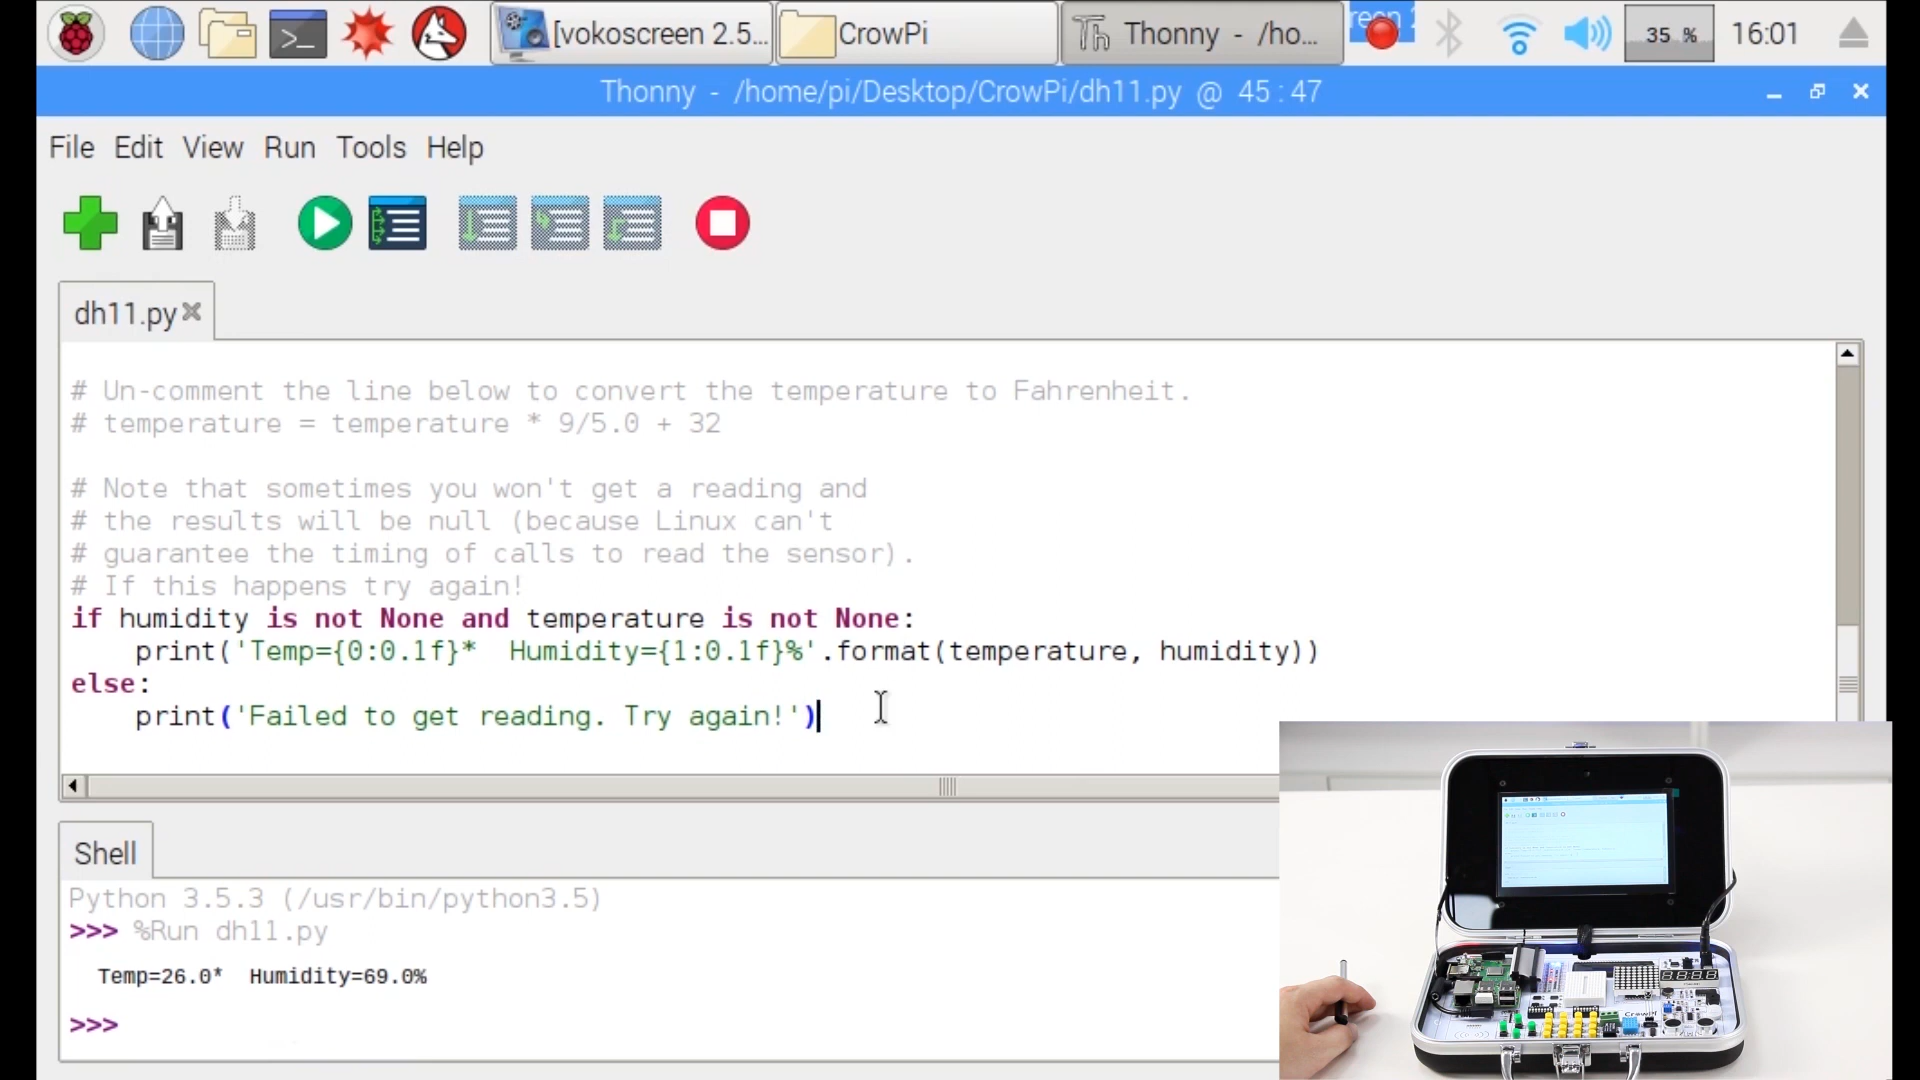 [vokoscreen 2.5...
CrowPi
Thonny - /ho...
reen 2
35 %
16:01
Thonny - /home/pi/Desktop/CrowPi/dh11.py @ 45 : 47
File Edit View Run Tools Help
dh11.py
# Un-comment the line below to convert the temperature to Fahrenheit.
# temperature = temperature * 9/5.0 + 32
# Note that sometimes you won't get a reading and
# the results will be null (because Linux can't
# guarantee the timing of calls to read the sensor).
# If this happens try again!
if humidity is not None and temperature is not None:
print('Temp={0:0.1f}* Humidity={1:0.1f}%'.format(temperature, humidity))
else:
print('Failed to get reading. Try again!')
Shell
Python 3.5.3 (/usr/bin/python3.5)
>>> %Run dh11.py
Temp=26.0* Humidity=69.0%
>>>
CrowPi